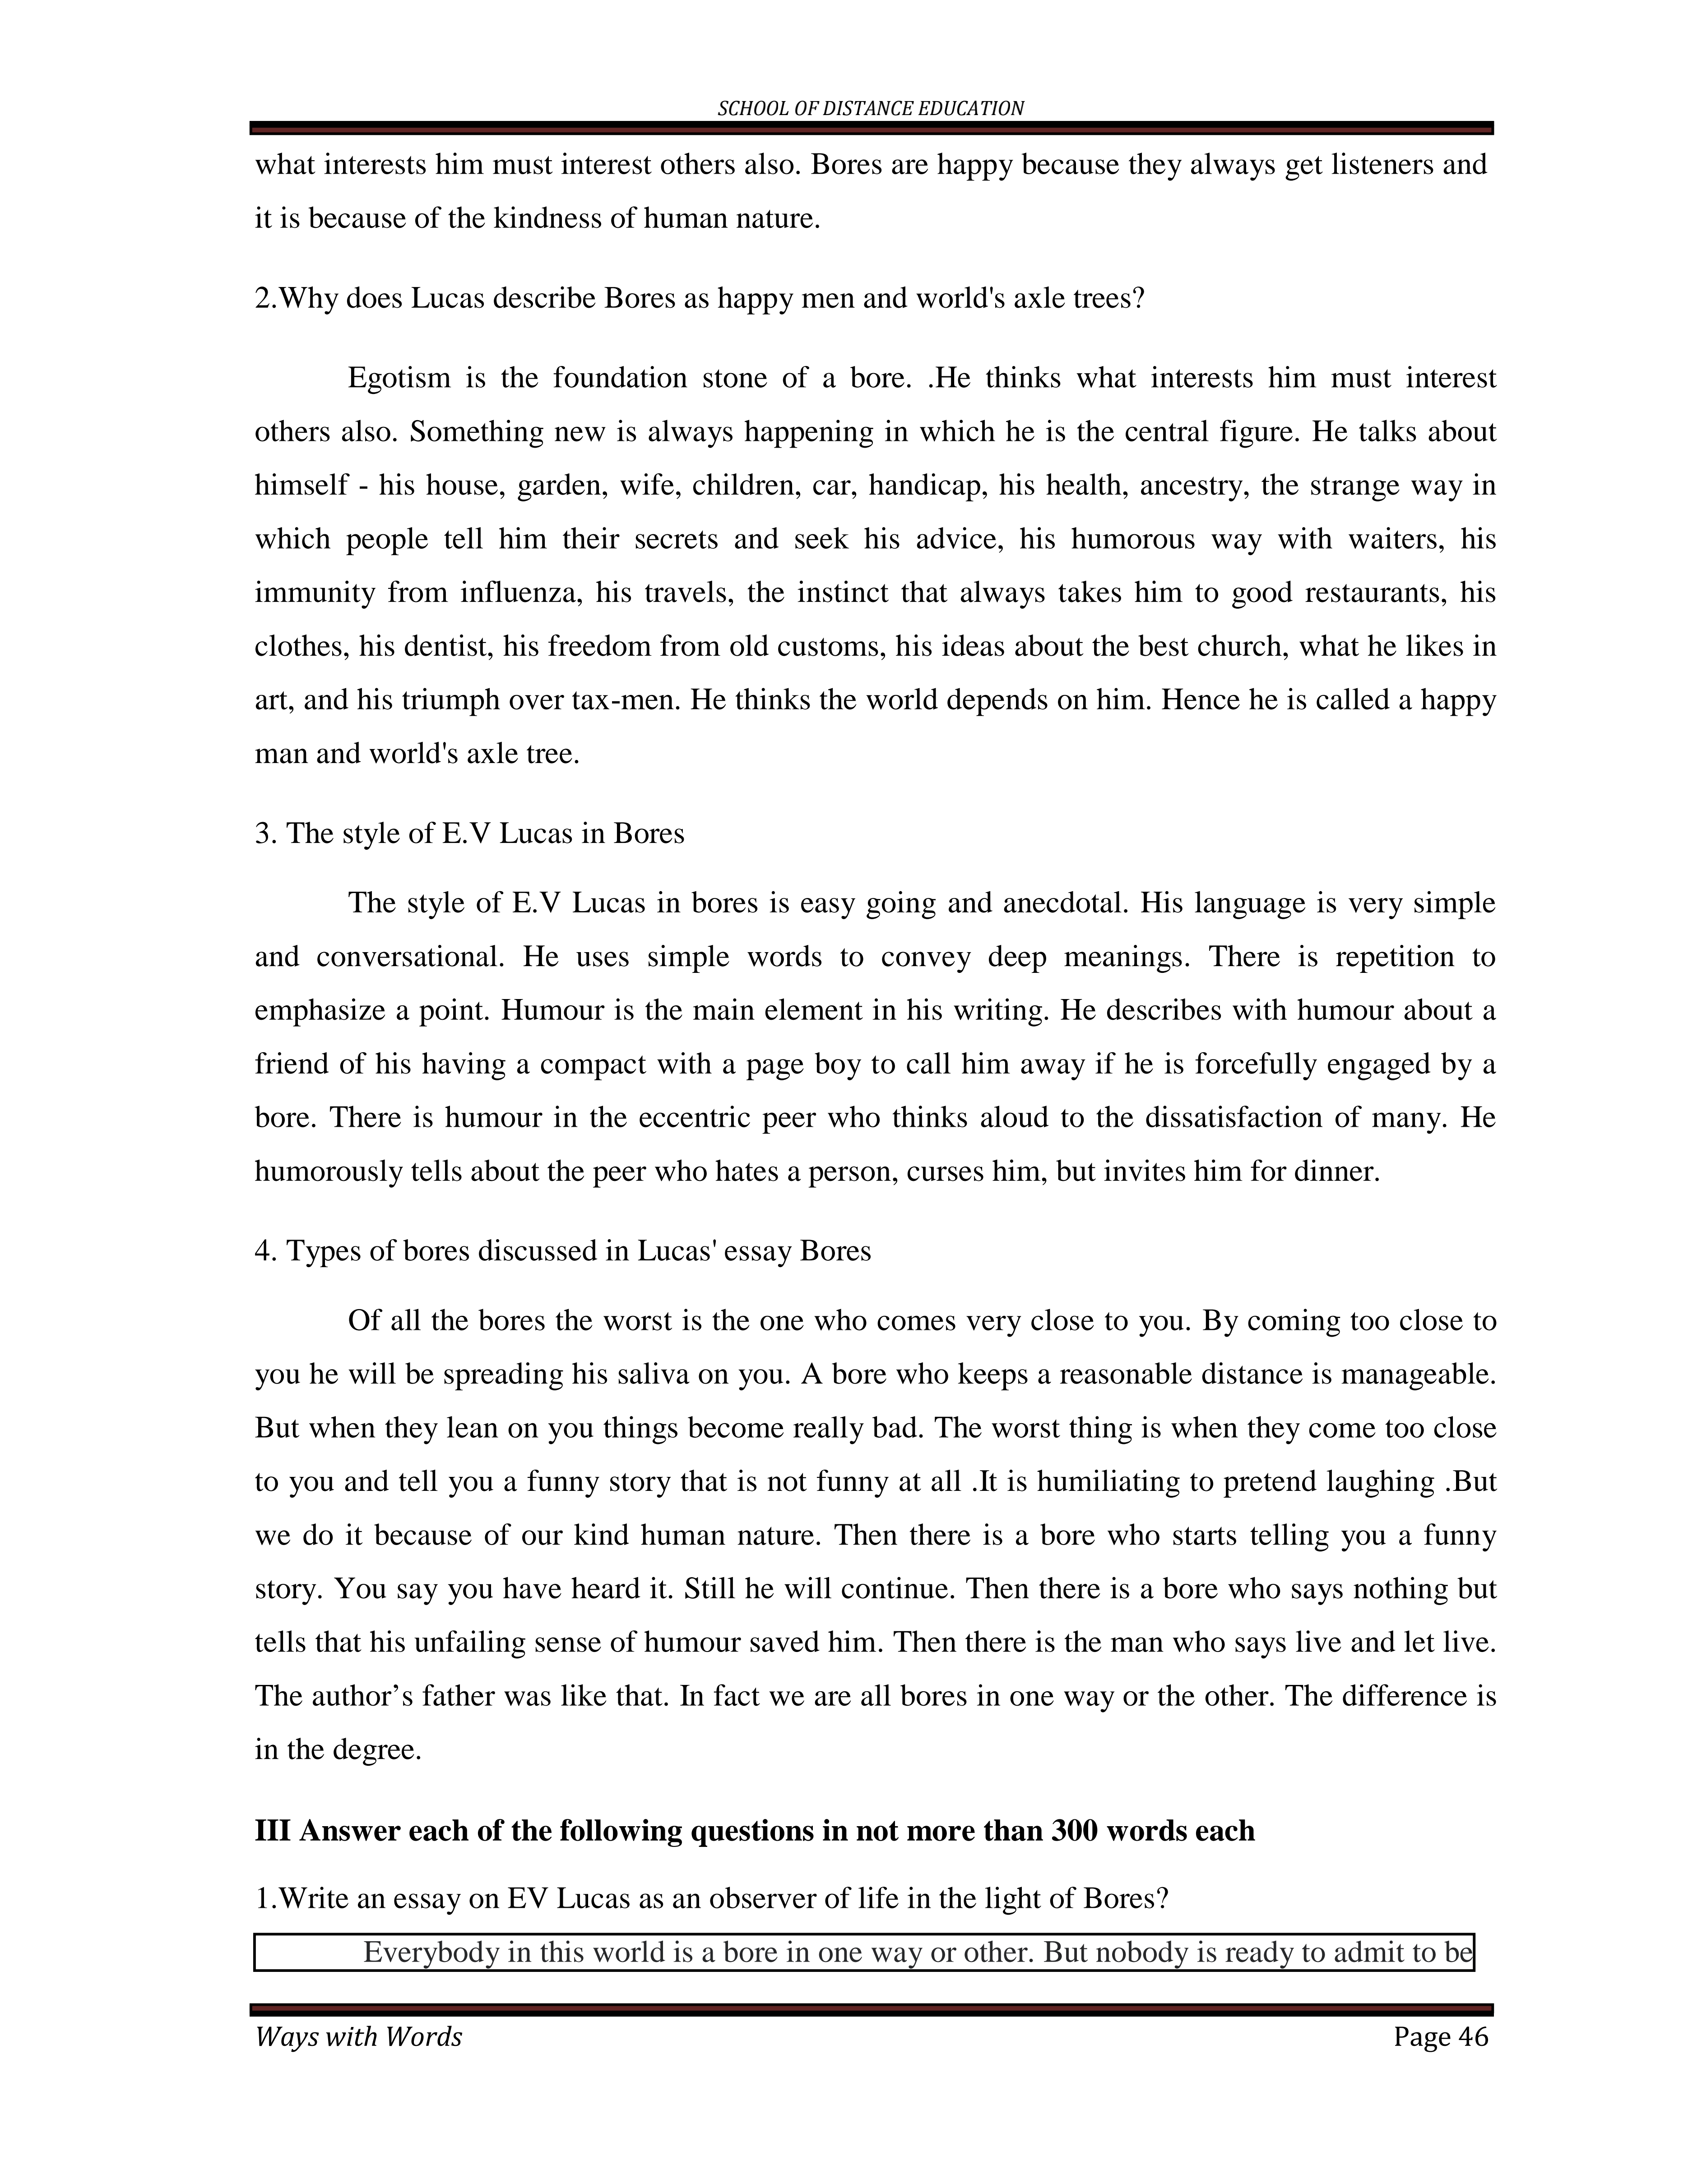 SCHOOL OF DISTANCE EDUCATION
what interests him must interest others also. Bores are happy because they always get listeners and
it is because of the kindness of human nature.
2.Why does Lucas describe Bores as happy men and world's axle trees?
Egotism is the foundation stone of a bore. .He thinks what interests him must interest
others also. Something new is always happening in which he is the central figure. He talks about
himself - his house, garden, wife, children, car, handicap, his health, ancestry, the strange way in
which people tell him their secrets and seek his advice, his humorous way with waiters, his
immunity from influenza, his travels, the instinct that always takes him to good restaurants, his
clothes, his dentist, his freedom from old customs, his ideas about the best church, what he likes in
art, and his triumph over tax-men. He thinks the world depends on him. Hence he is called a happy
man and world's axle tree.
3. The style of E.V Lucas in Bores
The style of E.V Lucas in bores is easy going and anecdotal. His language is very simple
and conversational. He uses simple words to convey deep meanings. There is repetition to
emphasize a point. Humour is the main element in his writing. He describes with humour about a
friend of his having a compact with a page boy to call him away if he is forcefully engaged by a
bore. There is humour in the eccentric peer who thinks aloud to the dissatisfaction of many. He
humorously tells about the peer who hates a person, curses him, but invites him for dinner.
4. Types of bores discussed in Lucas' essay Bores
Of all the bores the worst is the one who comes very close to you. By coming too close to
you he will be spreading his saliva on you. A bore who keeps a reasonable distance is manageable.
But when they lean on you things become really bad. The worst thing is when they come too close
to you and tell you a funny story that is not funny at all .It is humiliating to pretend laughing .But
we do it because of our kind human nature. Then there is a bore who starts telling you a funny
story. You say you have heard it. Still he will continue. Then there is a bore who says nothing but
tells that his unfailing sense of humour saved him. Then there is the man who says live and let live.
The author’s father was like that. In fact we are all bores in one way or the other. The difference is
in the degree.
III Answer each of the following questions in not more than 300 words each
1.Write an essay on EV Lucas as an observer of life in the light of Bores?
Everybody in this world is a bore in one way or other. But nobody is ready to admit to be
Ways with Words Page 46